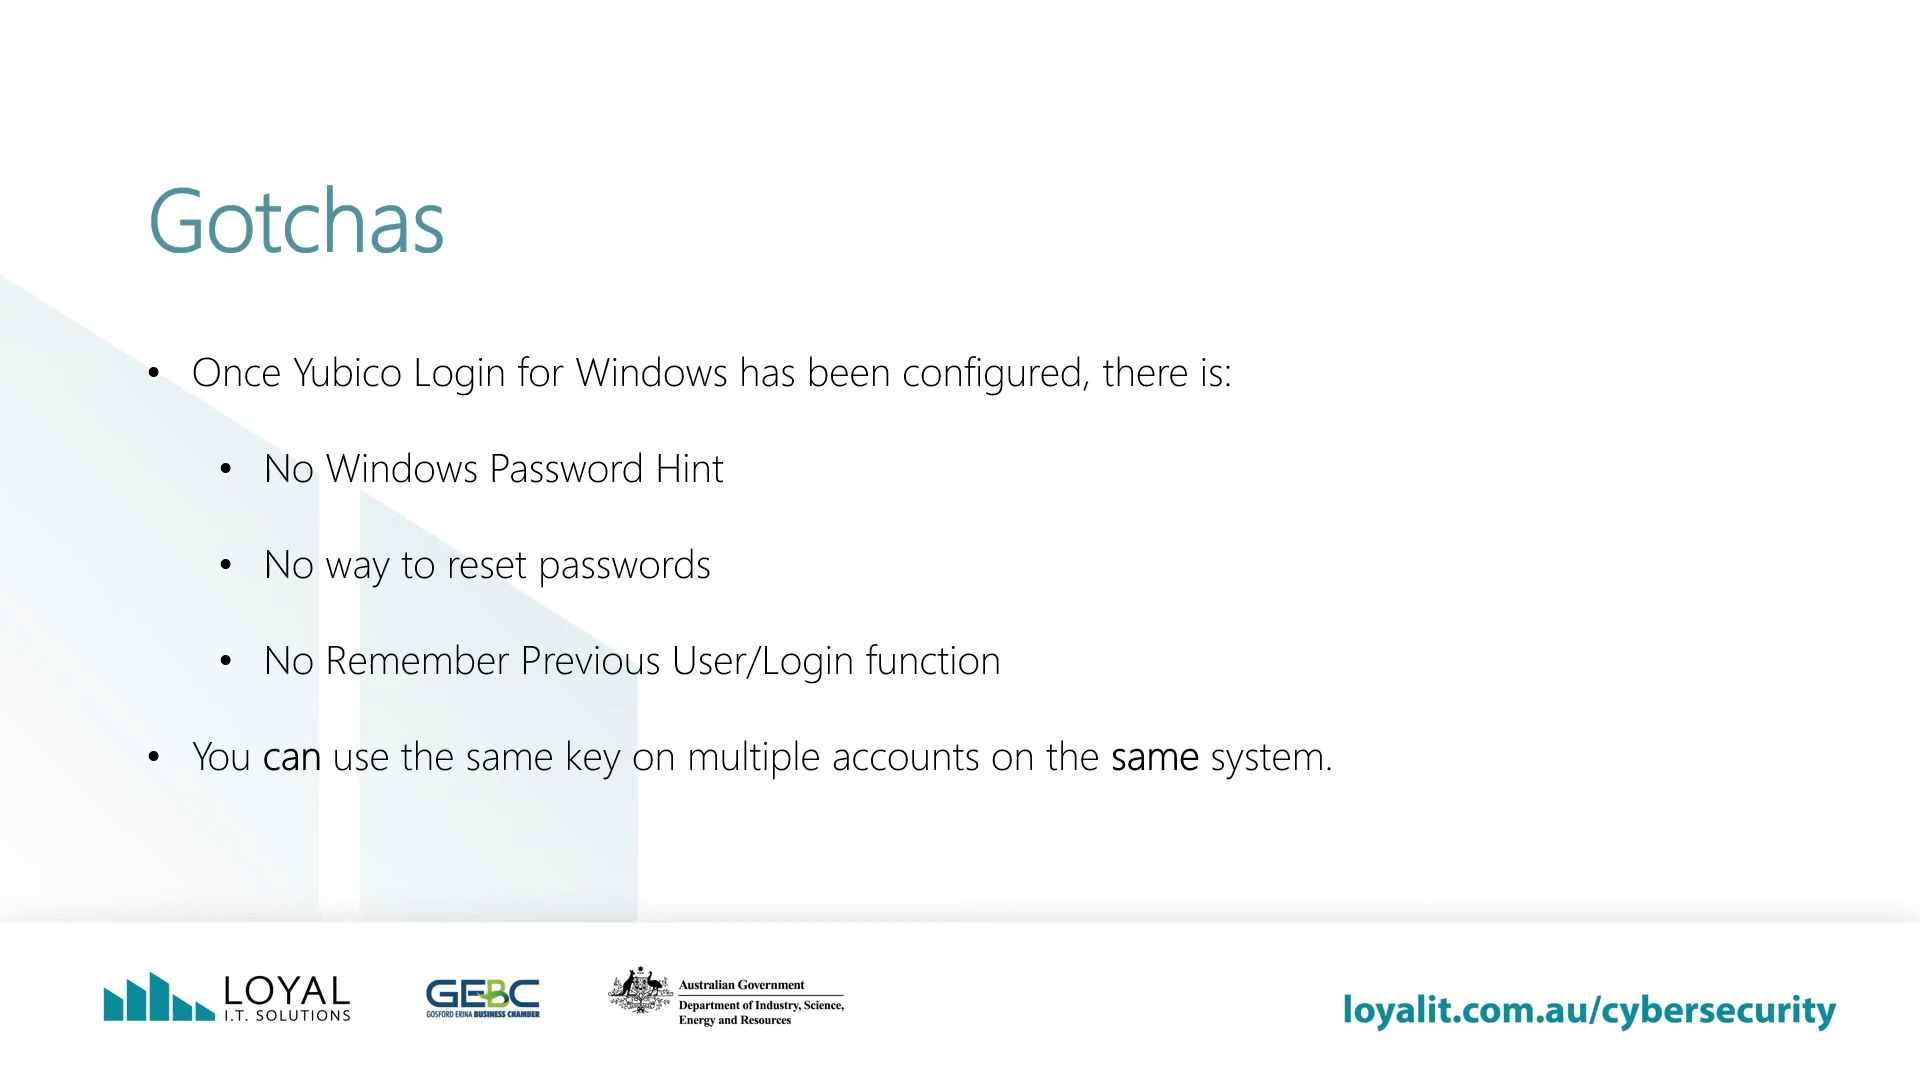 Gotchas
• Once Yubico Login for Windows has been configured, there is:
• No Windows Password Hint
• No way to reset passwords
• No Remember Previous User/Login function
• You can use the same key on multiple accounts on the same system.
LOYAL
I.T. SOLUTIONS
GEBC
GOSFORD ERINA BUSINESS CHAMBER
Australian Government
Department of Industry, Science,
Energy and Resources
loyalit.com.au/cybersecurity